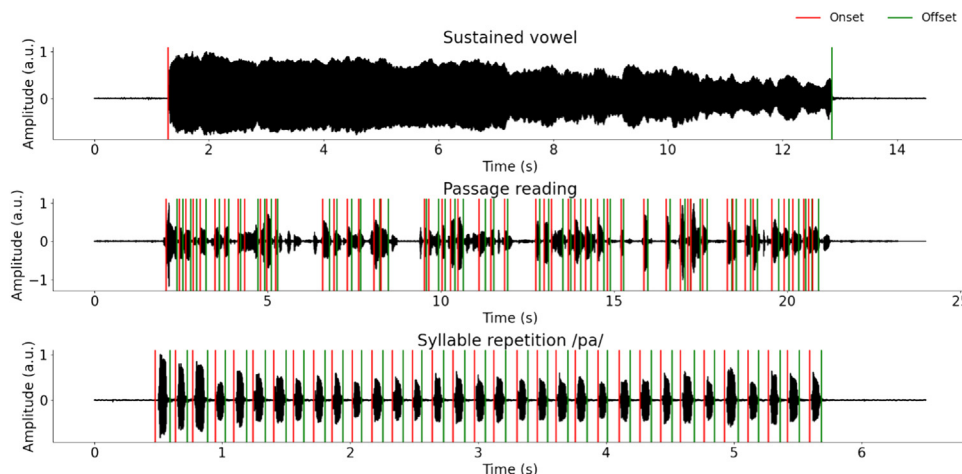 Onset Offset
Sustained vowel
Amplitude (a.u.)
1
0
0 2 4 6 8 10 12 14
Time (s)
Passage reading
Amplitude (a.u.)
1
0
−1
0 5 10 15 20 25
Time (s)
Syllable repetition /pa/
Amplitude (a.u.)
1
0
0 1 2 3 4 5 6
Time (s)